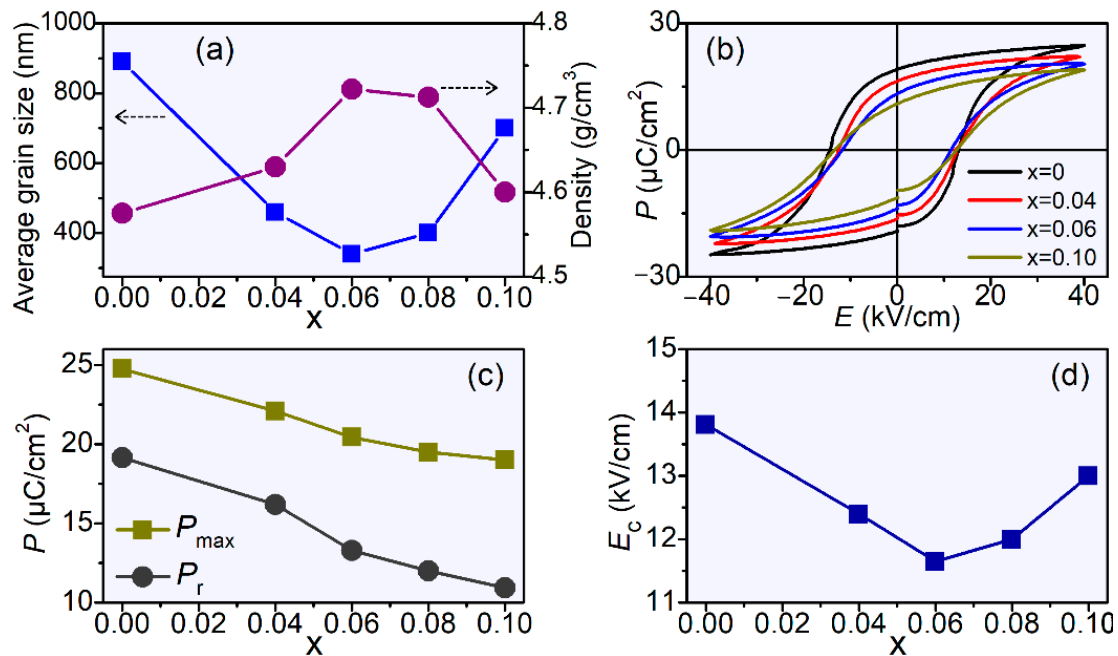 (a)
Average grain size (nm)
1000
800
600
400
4.8
4.7
4.6
4.5
Density (g/cm³)
0.00 0.02 0.04 0.06 0.08 0.10
x
(b)
P (µC/cm²)
30
0
−30
x=0
x=0.04
x=0.06
x=0.10
−40 −20 0 20 40
E (kV/cm)
(c)
P (µC/cm²)
25
20
15
10
Pmax
Pr
0.00 0.02 0.04 0.06 0.08 0.10
x
(d)
Ec (kV/cm)
15
14
13
12
11
0.00 0.02 0.04 0.06 0.08 0.10
x